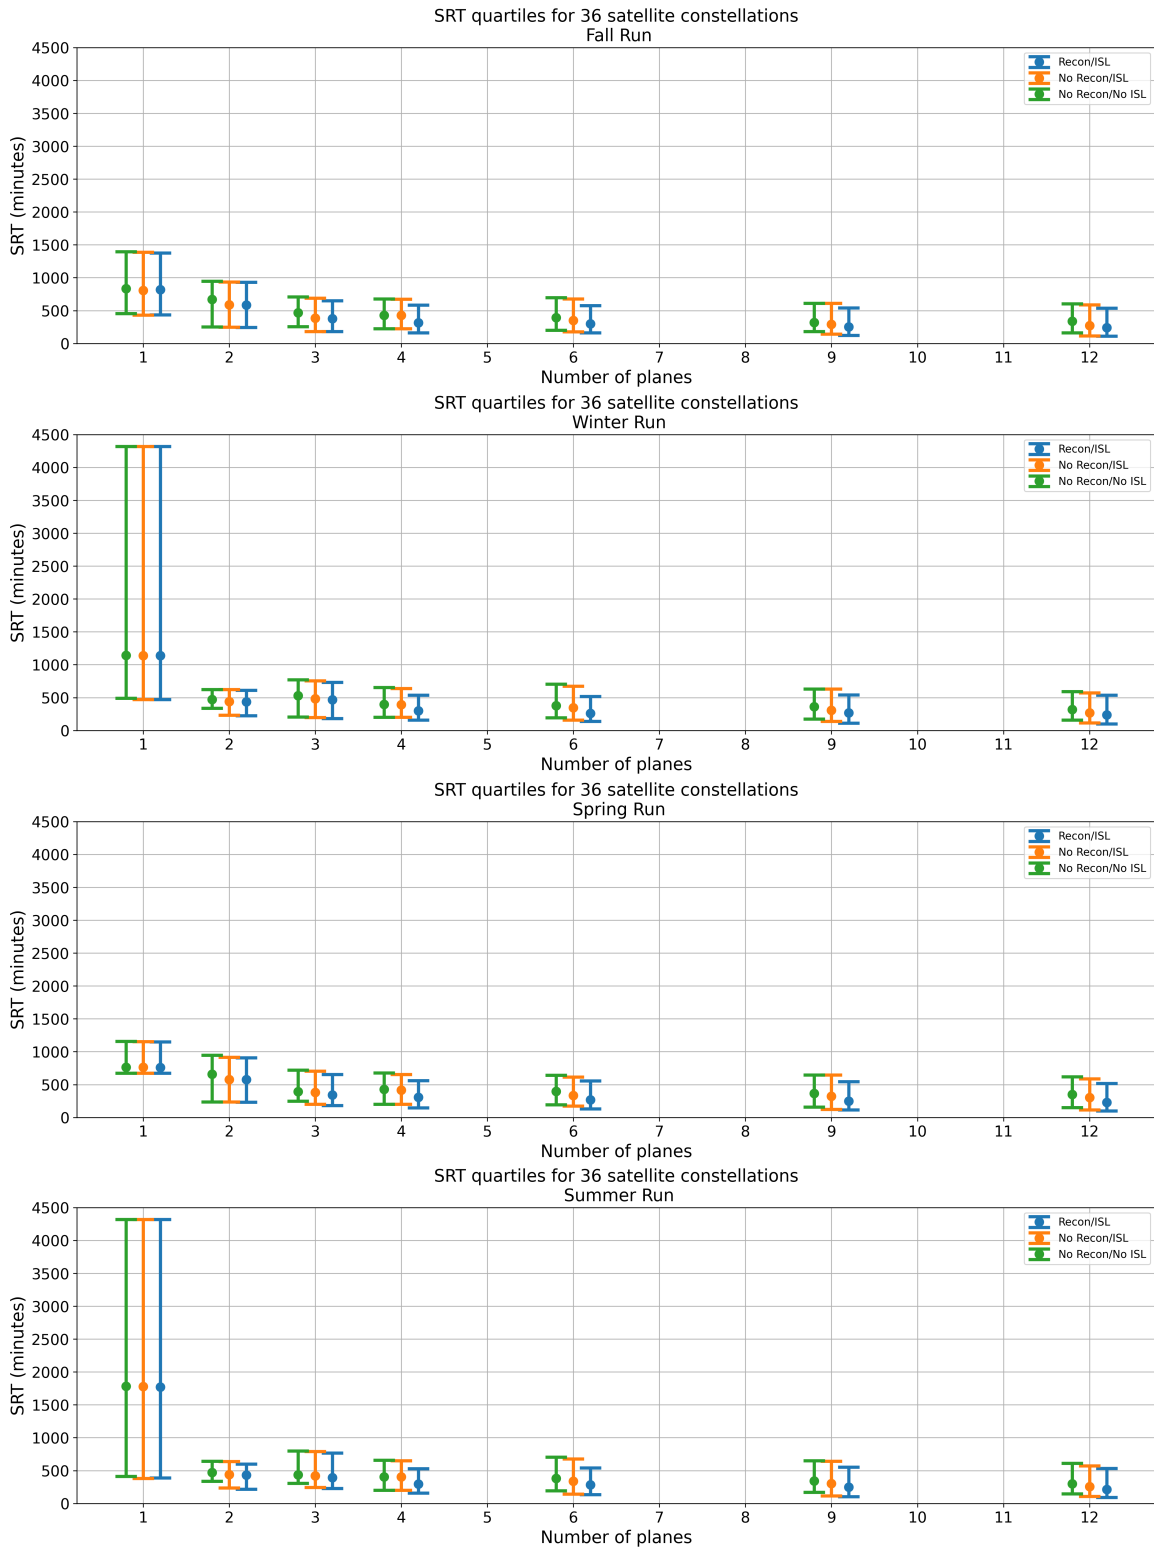 SRT quartiles for 36 satellite constellations
Fall Run
4500
4000
3500
3000
2500
2000
1500
1000
500
0
SRT (minutes)
Recon/ISL
No Recon/ISL
No Recon/No ISL
1 2 3 4 5 6 7 8 9 10 11 12
Number of planes
SRT quartiles for 36 satellite constellations
Winter Run
4500
4000
3500
3000
2500
2000
1500
1000
500
0
SRT (minutes)
Recon/ISL
No Recon/ISL
No Recon/No ISL
1 2 3 4 5 6 7 8 9 10 11 12
Number of planes
SRT quartiles for 36 satellite constellations
Spring Run
4500
4000
3500
3000
2500
2000
1500
1000
500
0
SRT (minutes)
Recon/ISL
No Recon/ISL
No Recon/No ISL
1 2 3 4 5 6 7 8 9 10 11 12
Number of planes
SRT quartiles for 36 satellite constellations
Summer Run
4500
4000
3500
3000
2500
2000
1500
1000
500
0
SRT (minutes)
Recon/ISL
No Recon/ISL
No Recon/No ISL
1 2 3 4 5 6 7 8 9 10 11 12
Number of planes